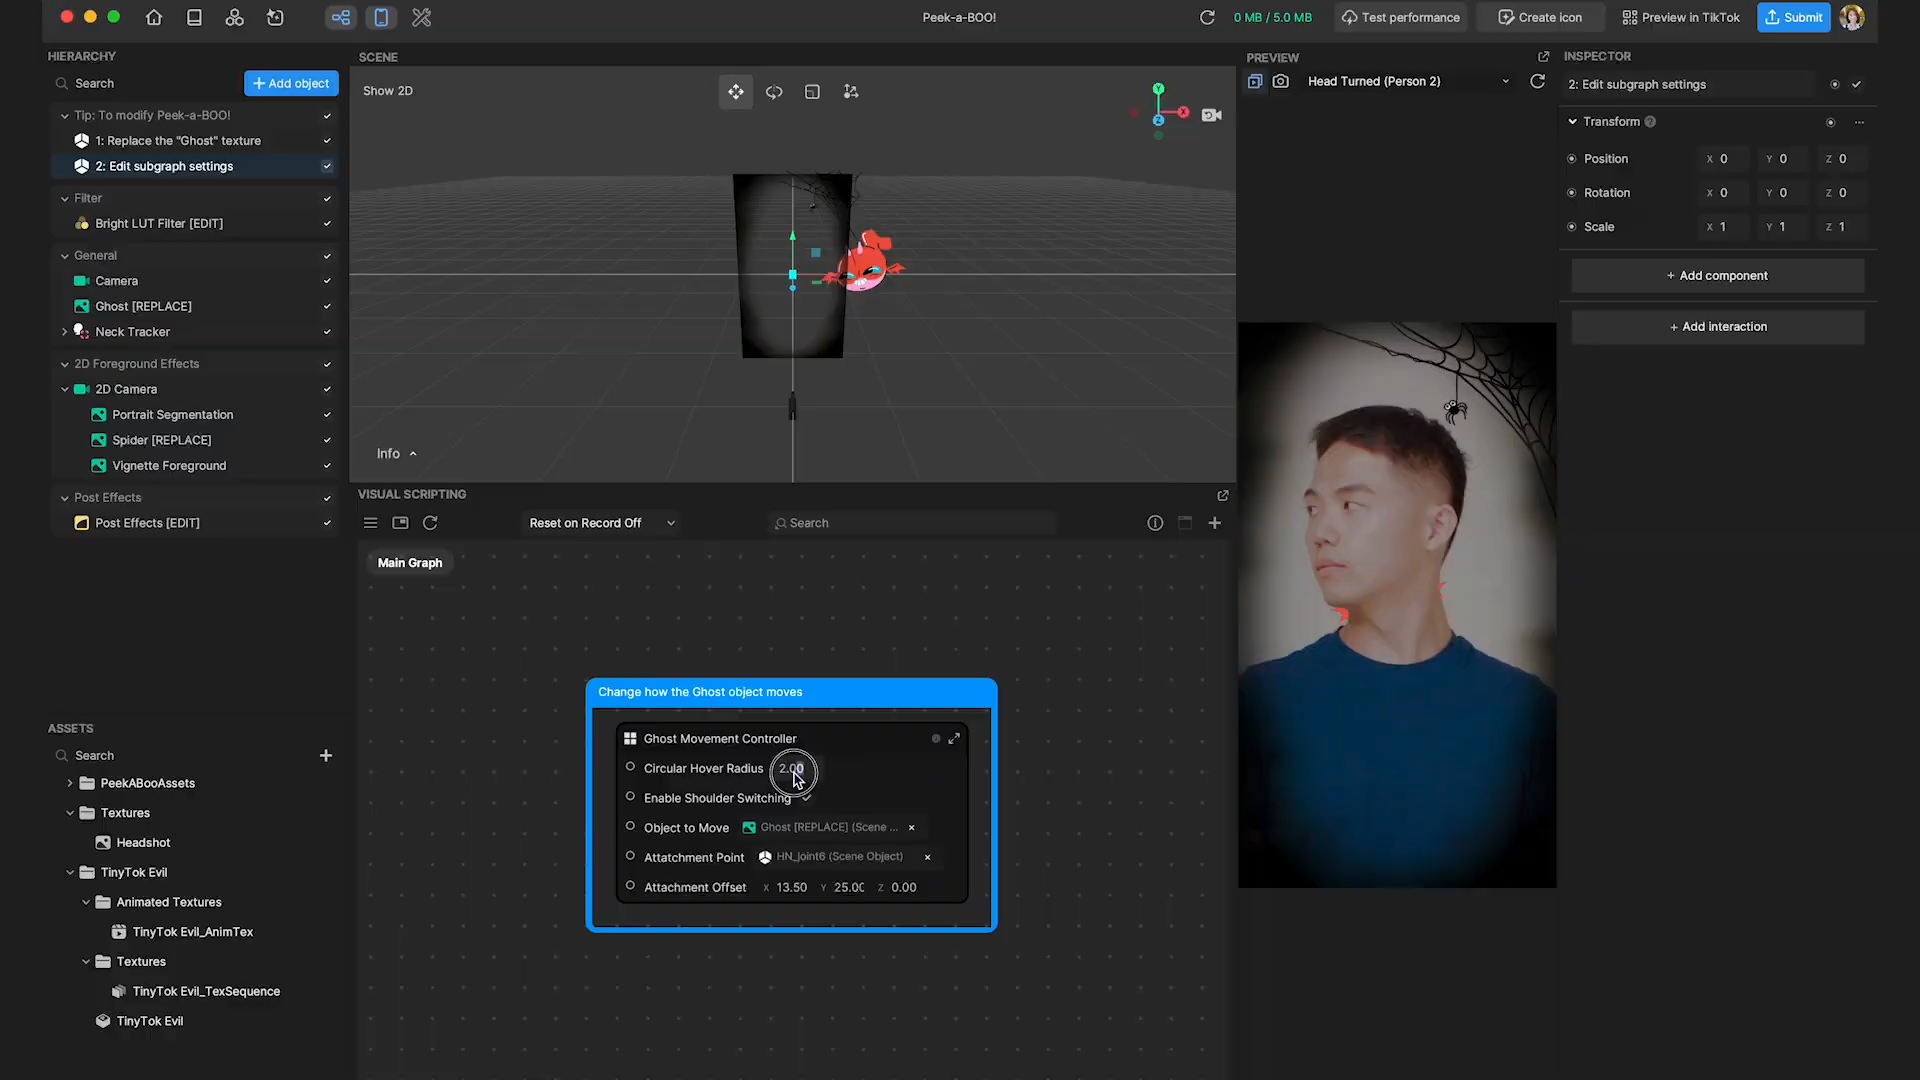 Peek-a-BOO!
0 MB / 5.0 MB
Test performance
Create icon
Preview in TikTok
Submit
HIERARCHY
Search
Add object
Tip: To modify Peek-a-BOO!
1: Replace the "Ghost" texture
2: Edit subgraph settings
Filter
Bright LUT Filter [EDIT]
General
Camera
Ghost [REPLACE]
Neck Tracker
2D Foreground Effects
2D Camera
Portrait Segmentation
Spider [REPLACE]
Vignette Foreground
Post Effects
Post Effects [EDIT]
ASSETS
Search
PeekABooAssets
Textures
Headshot
TinyTok Evil
Animated Textures
TinyTok Evil_AnimTex
Textures
TinyTok Evil_TexSequence
TinyTok Evil
SCENE
Show 2D
Y
X
Z
Info
VISUAL SCRIPTING
Reset on Record Off
Search
Main Graph
Change how the Ghost object moves
Ghost Movement Controller
Circular Hover Radius 2.00
Enable Shoulder Switching
Object to Move Ghost [REPLACE] (Scene ...
Attatchment Point HN_joint6 (Scene Object)
Attachment Offset X 13.50 Y 25.00 Z 0.00
PREVIEW
Head Turned (Person 2)
INSPECTOR
2: Edit subgraph settings
Transform
Position X 0 Y 0 Z 0
Rotation X 0 Y 0 Z 0
Scale X 1 Y 1 Z 1
+ Add component
+ Add interaction